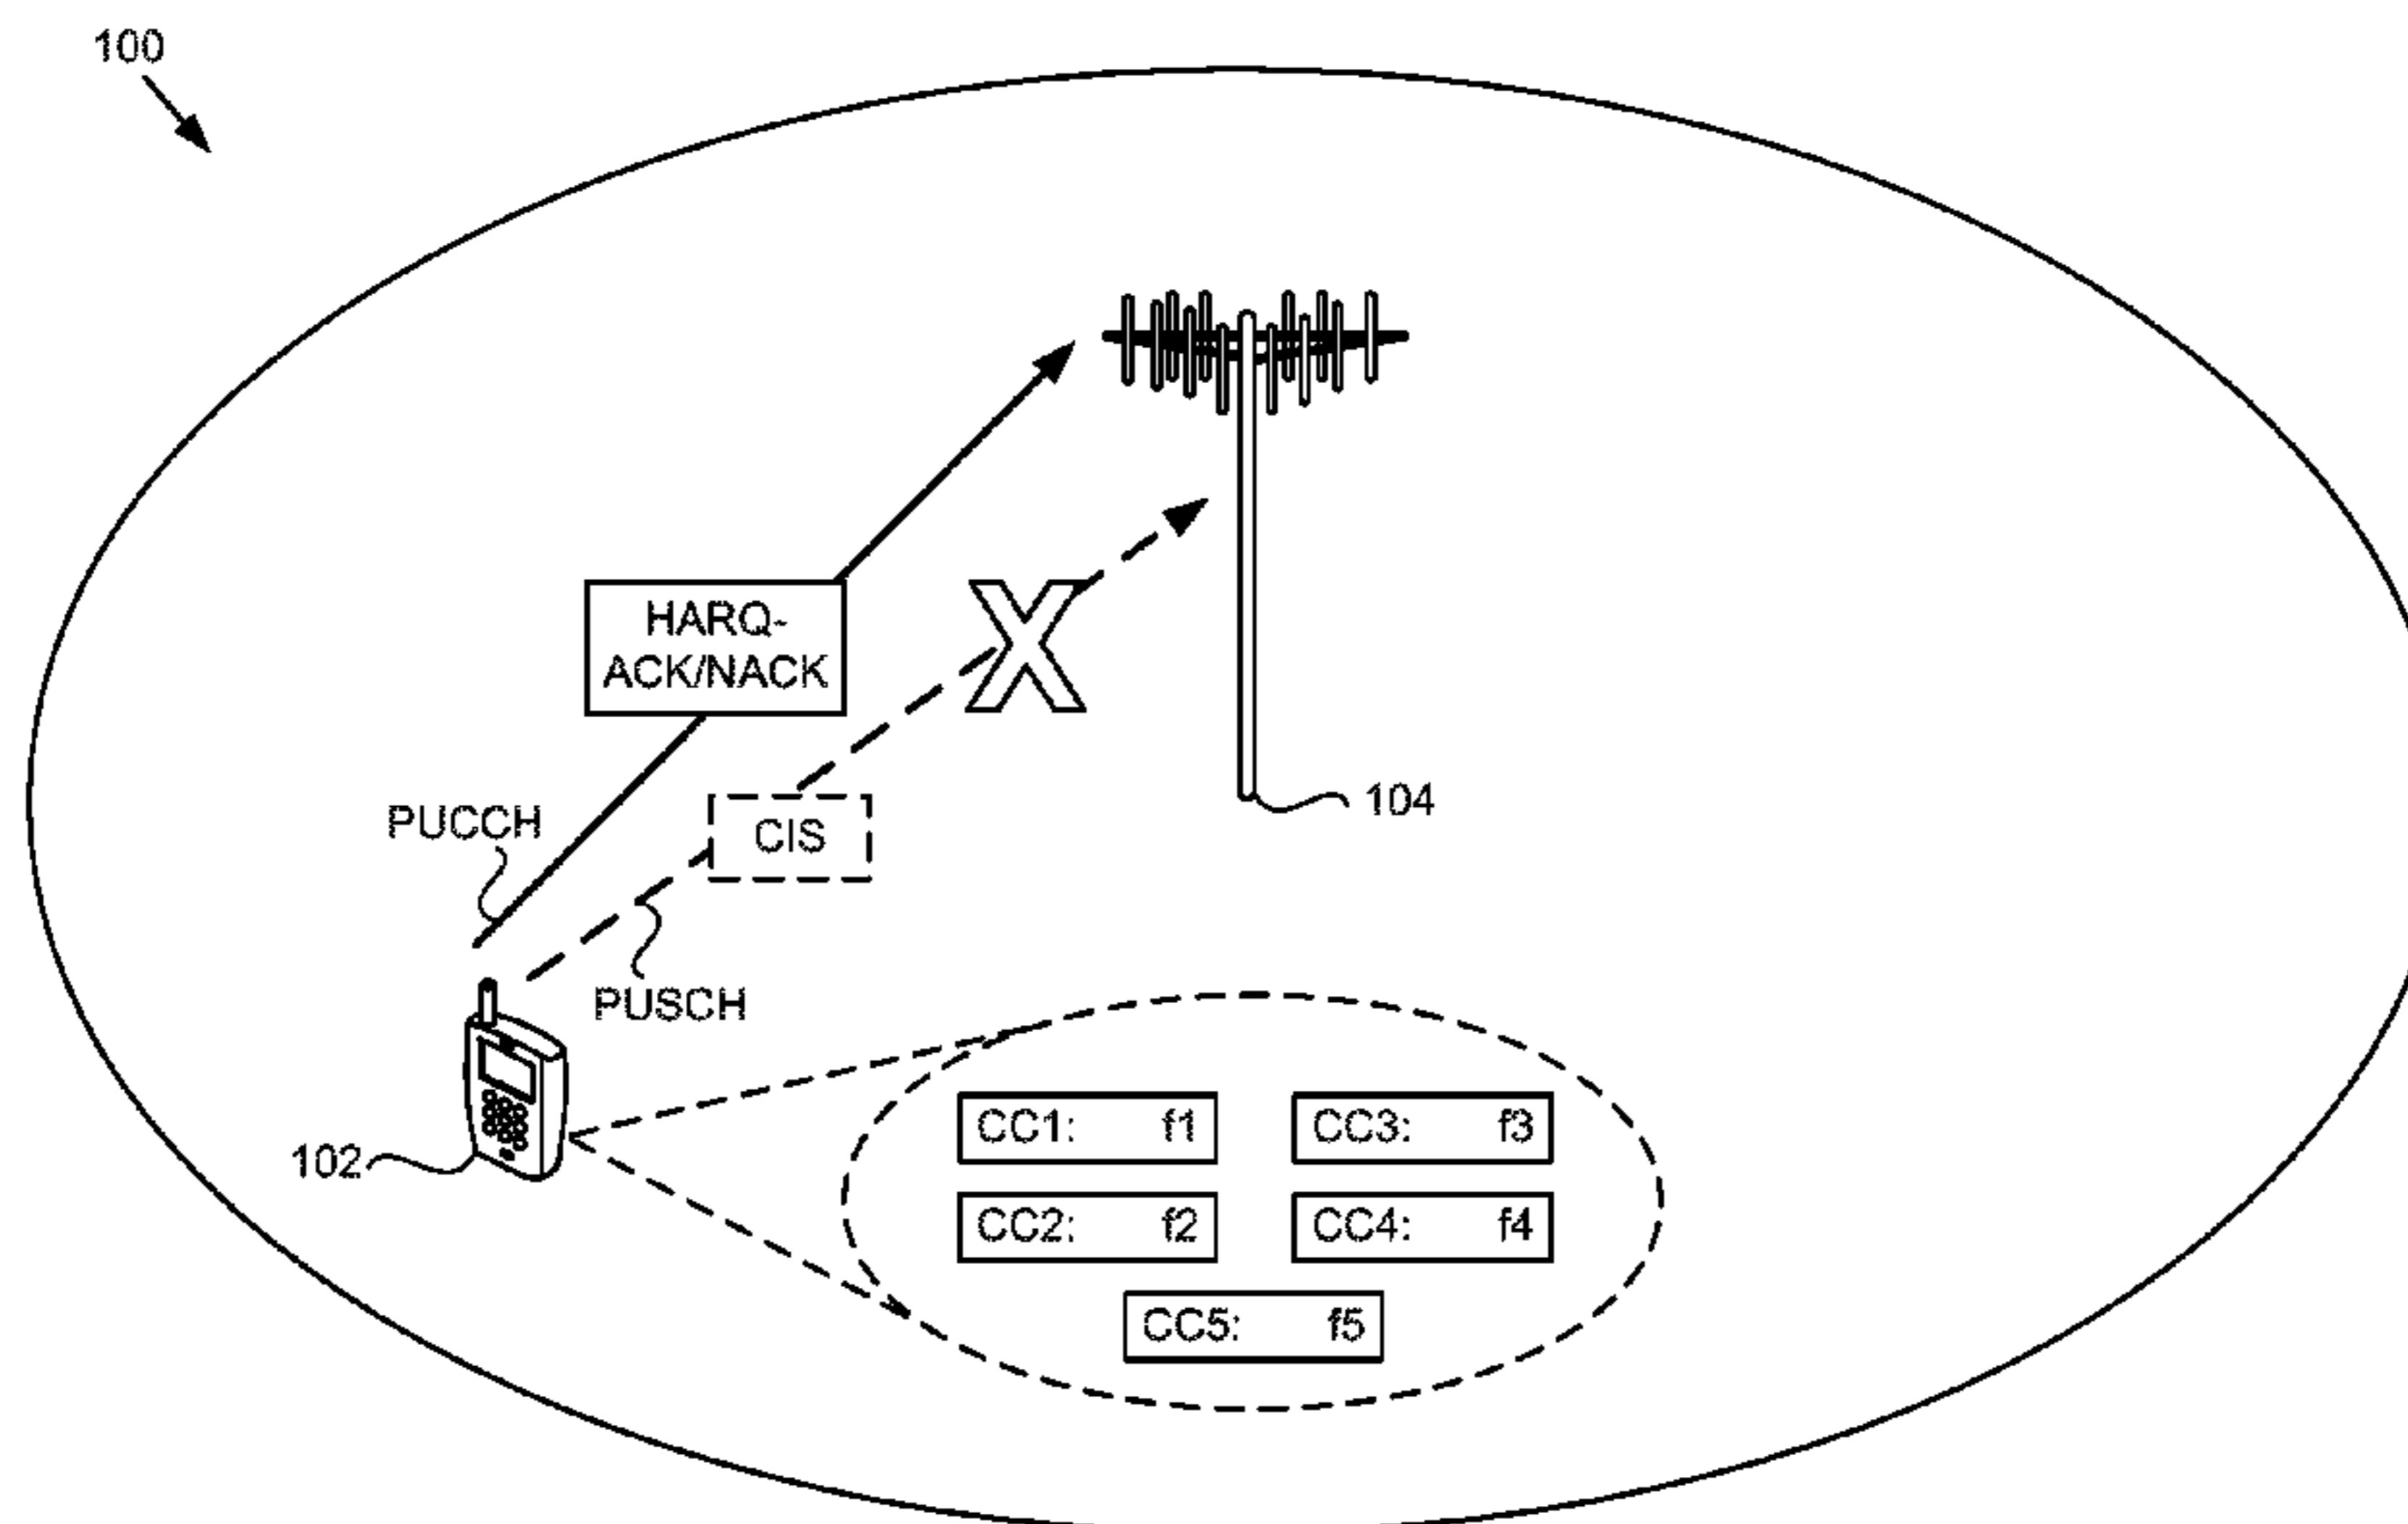 100
HARQ-
ACK/NACK
PUCCH
CIS
104
PUSCH
102
CC1: f1
CC3: f3
CC2: f2
CC4: f4
CC5: f5
X